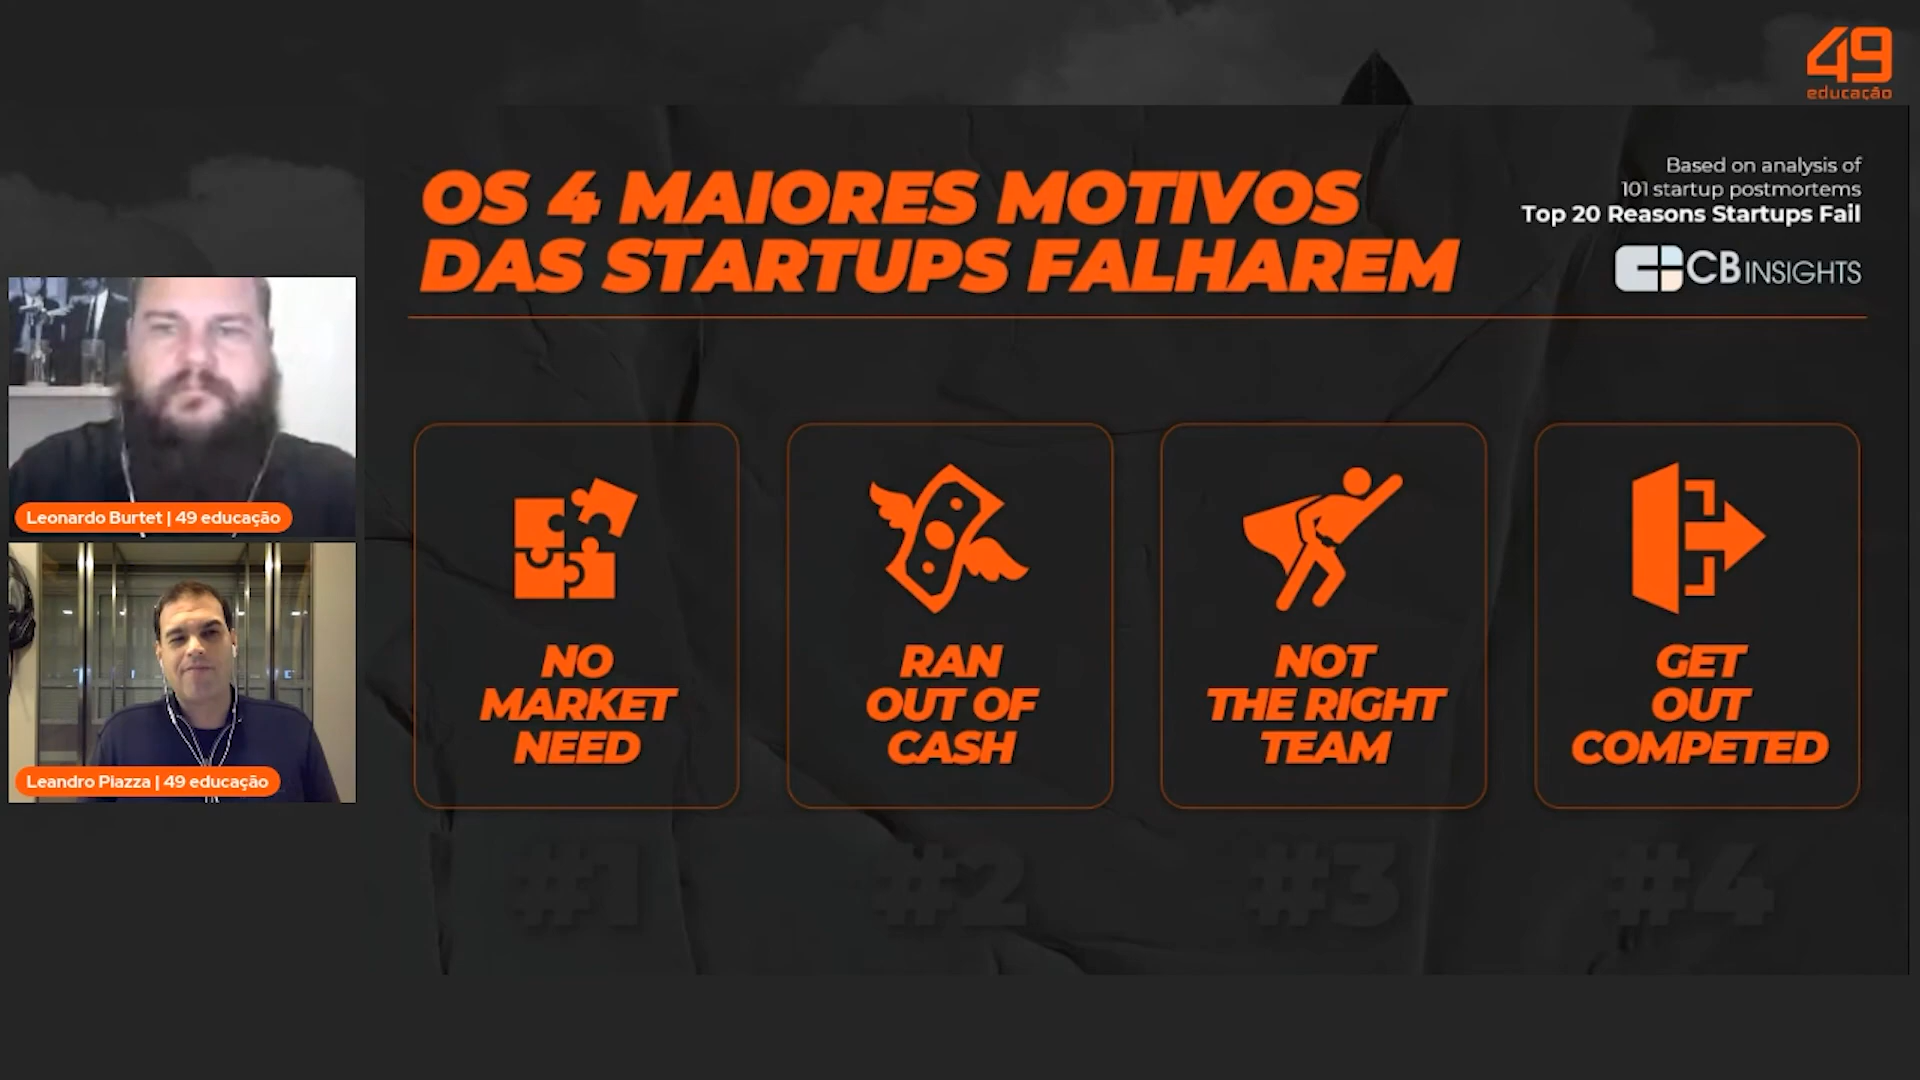 49
educação
OS 4 MAIORES MOTIVOS
DAS STARTUPS FALHAREM
Based on analysis of
101 startup postmortems
Top 20 Reasons Startups Fail
CB INSIGHTS
Leonardo Burtet | 49 educação
Leandro Piazza | 49 educação
NO
MARKET
NEED
RAN
OUT OF
CASH
NOT
THE RIGHT
TEAM
GET
OUT
COMPETED
#1
#2
#3
#4